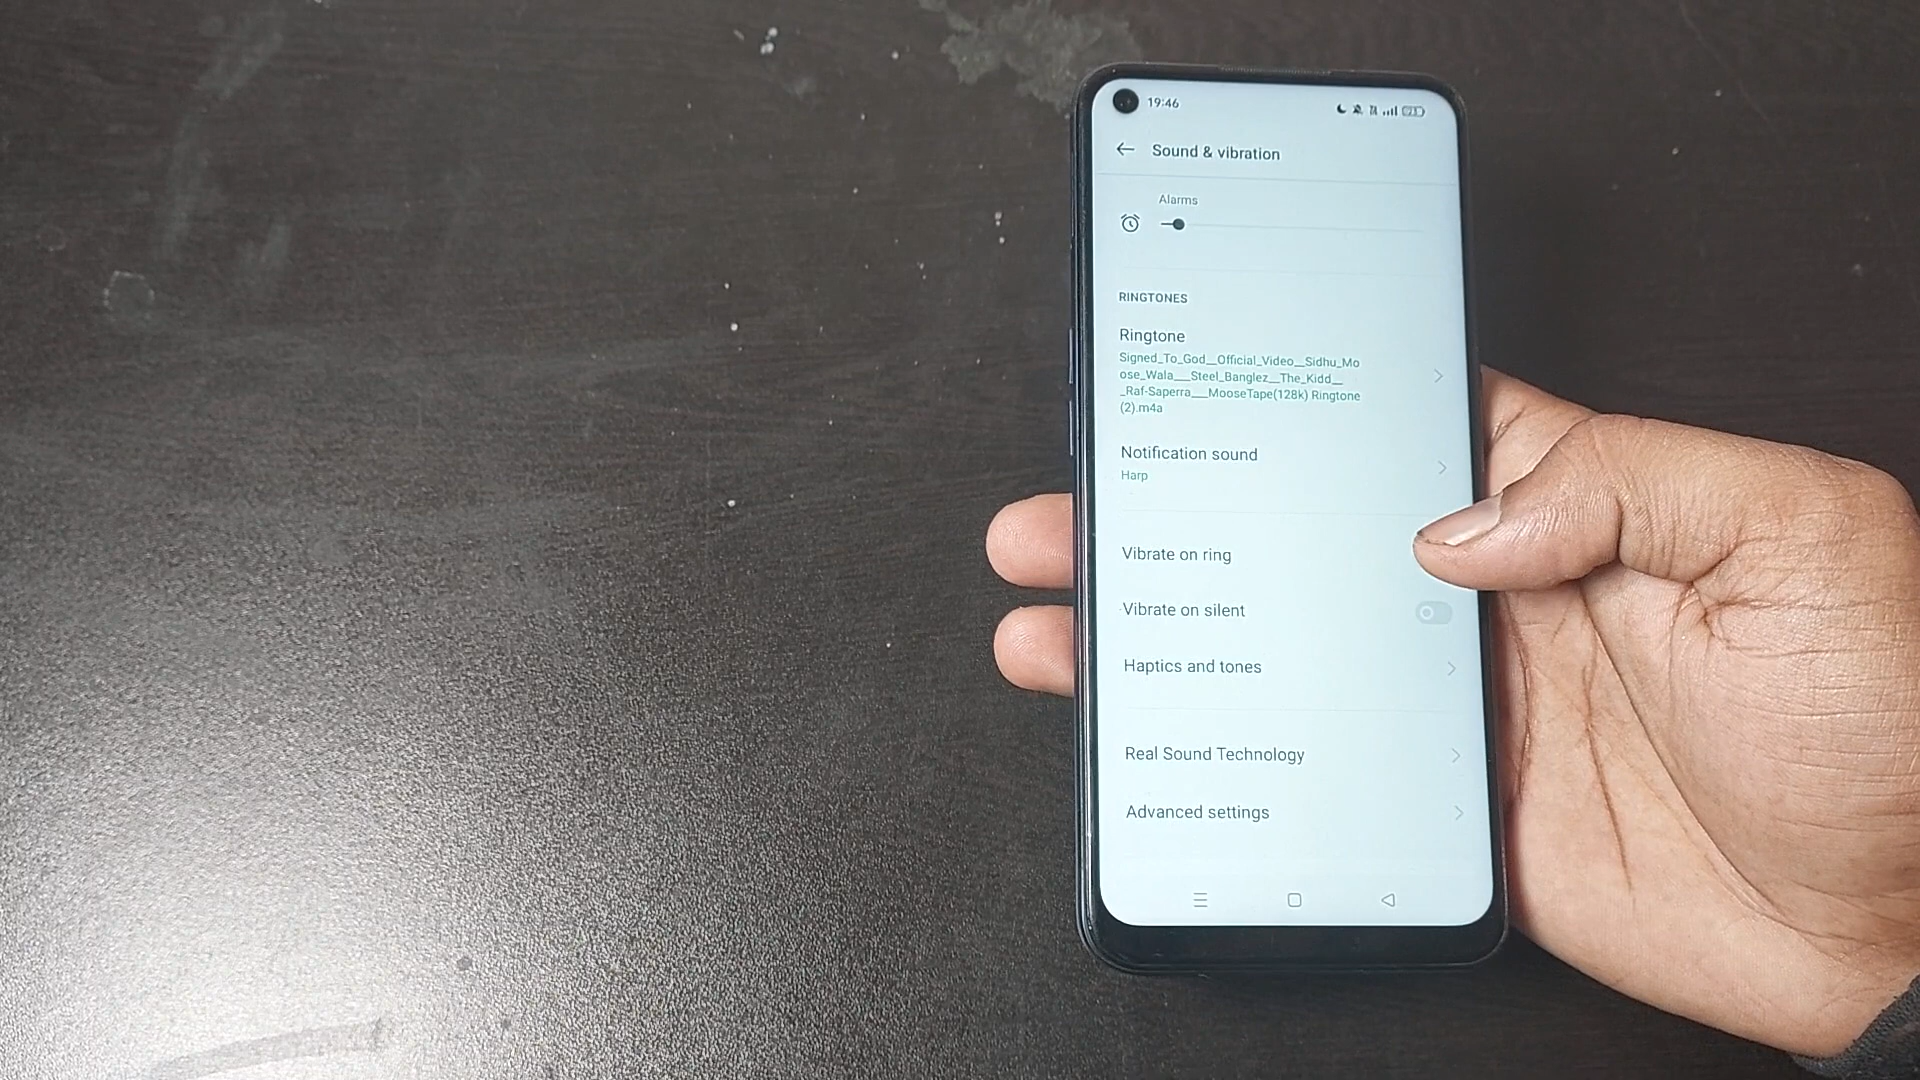 19:46
Sound & vibration
Alarms
RINGTONES
Ringtone
Signed_To_God__Official_Video__Sidhu_Mo
ose_Wala___Steel_Banglez__The_Kidd__
_Raf-Saperra___MooseTape(128k) Ringtone
(2).m4a
Notification sound
Harp
Vibrate on ring
Vibrate on silent
Haptics and tones
Real Sound Technology
Advanced settings